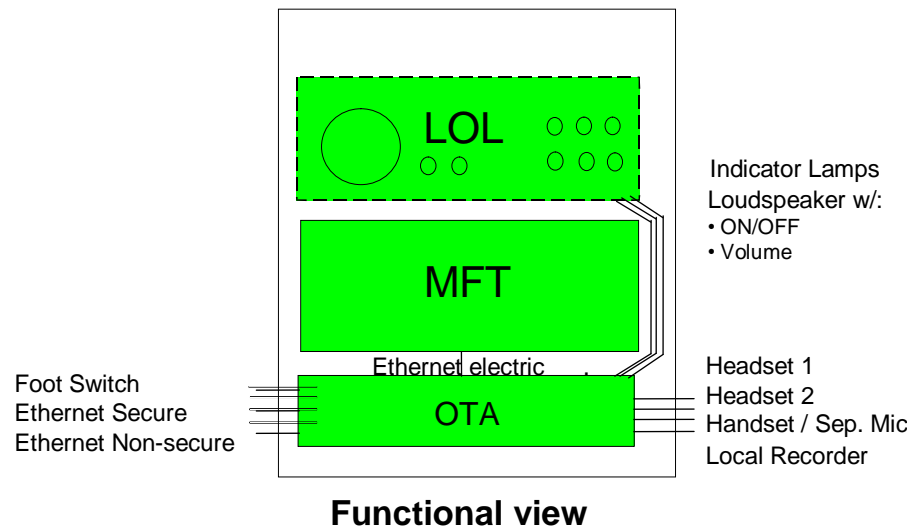 LOL
Indicator Lamps
Loudspeaker w/:
• ON/OFF
• Volume
MFT
Ethernet electric
Foot Switch
Ethernet Secure
Ethernet Non-secure
OTA
Headset 1
Headset 2
Handset / Sep. Mic
Local Recorder
Functional view